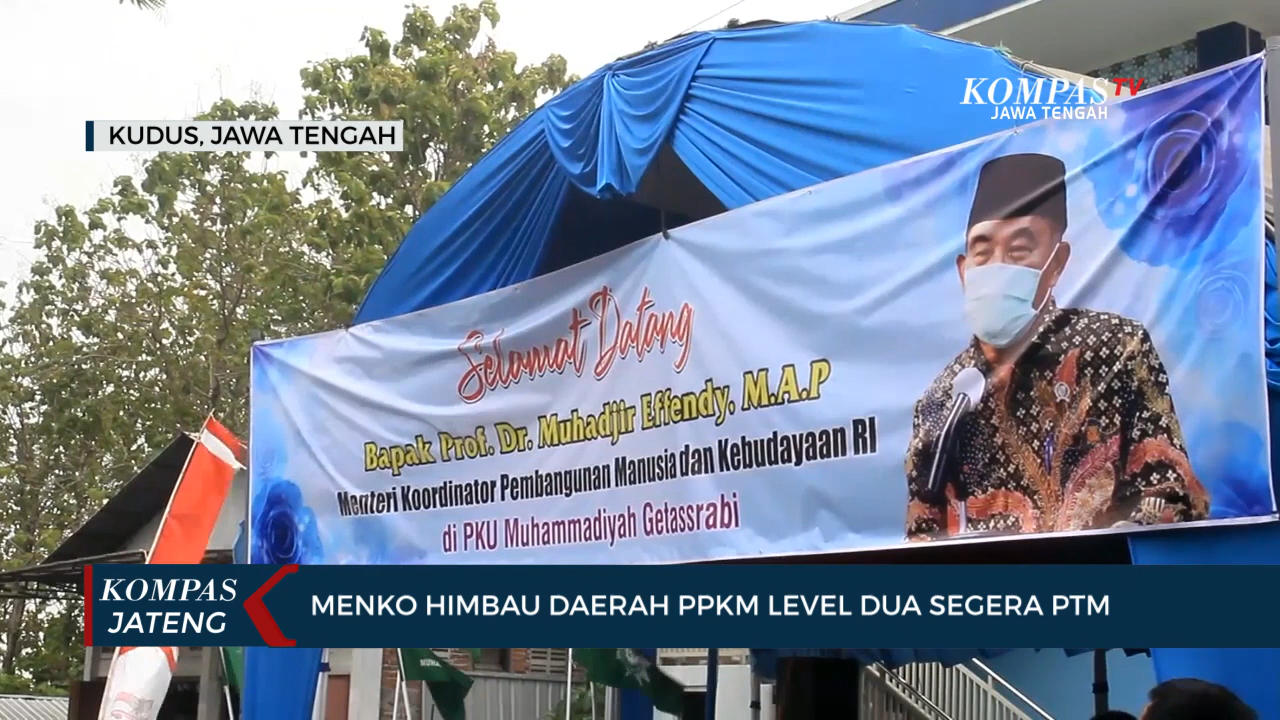 KOMPAS TV
JAWA TENGAH
KUDUS, JAWA TENGAH
Selamat Datang
Bapak Prof. Dr. Muhadjir Effendy. M.A.P
Menteri Koordinator Pembangunan Manusia dan Kebudayaan RI
di PKU Muhammadiyah Getassrabi
KOMPAS
JATENG
MENKO HIMBAU DAERAH PPKM LEVEL DUA SEGERA PTM